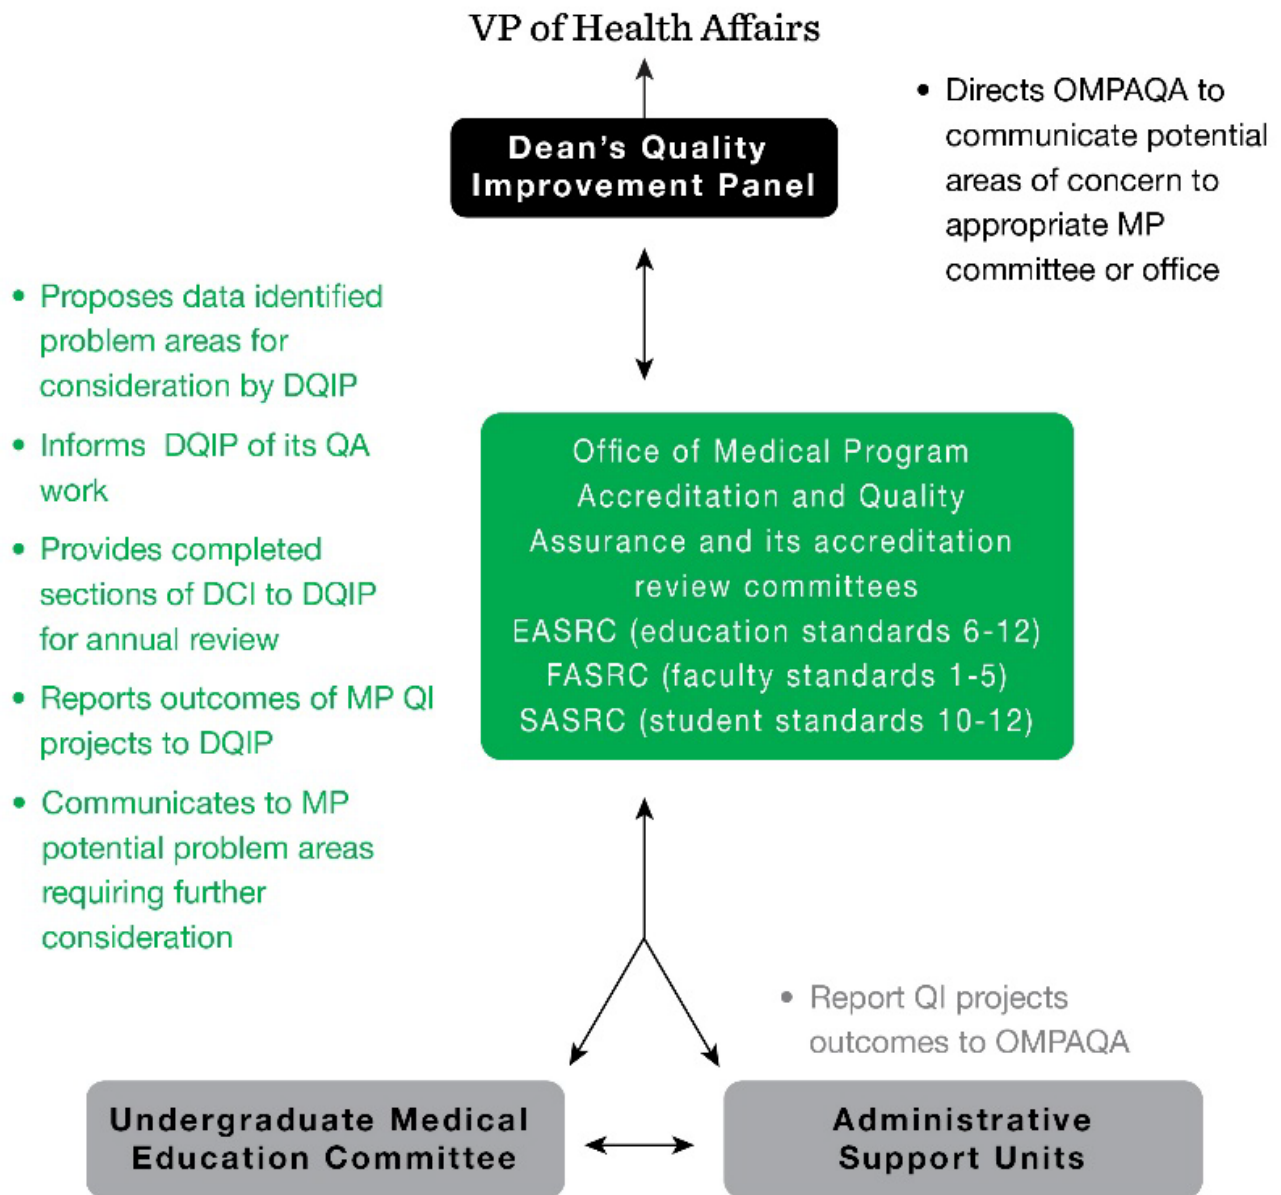 VP of Health Affairs
Dean's Quality
Improvement Panel
• Directs OMPAQA to
communicate potential
areas of concern to
appropriate MP
committee or office
• Proposes data identified
problem areas for
consideration by DQIP
• Informs  DQIP of its QA
work
• Provides completed
sections of DCI to DQIP
for annual review
• Reports outcomes of MP QI
projects to DQIP
• Communicates to MP
potential problem areas
requiring further
consideration
Office of Medical Program
Accreditation and Quality
Assurance and its accreditation
review committees
EASRC (education standards 6-12)
FASRC (faculty standards 1-5)
SASRC (student standards 10-12)
• Report QI projects
outcomes to OMPAQA
Undergraduate Medical
Education Committee
Administrative
Support Units